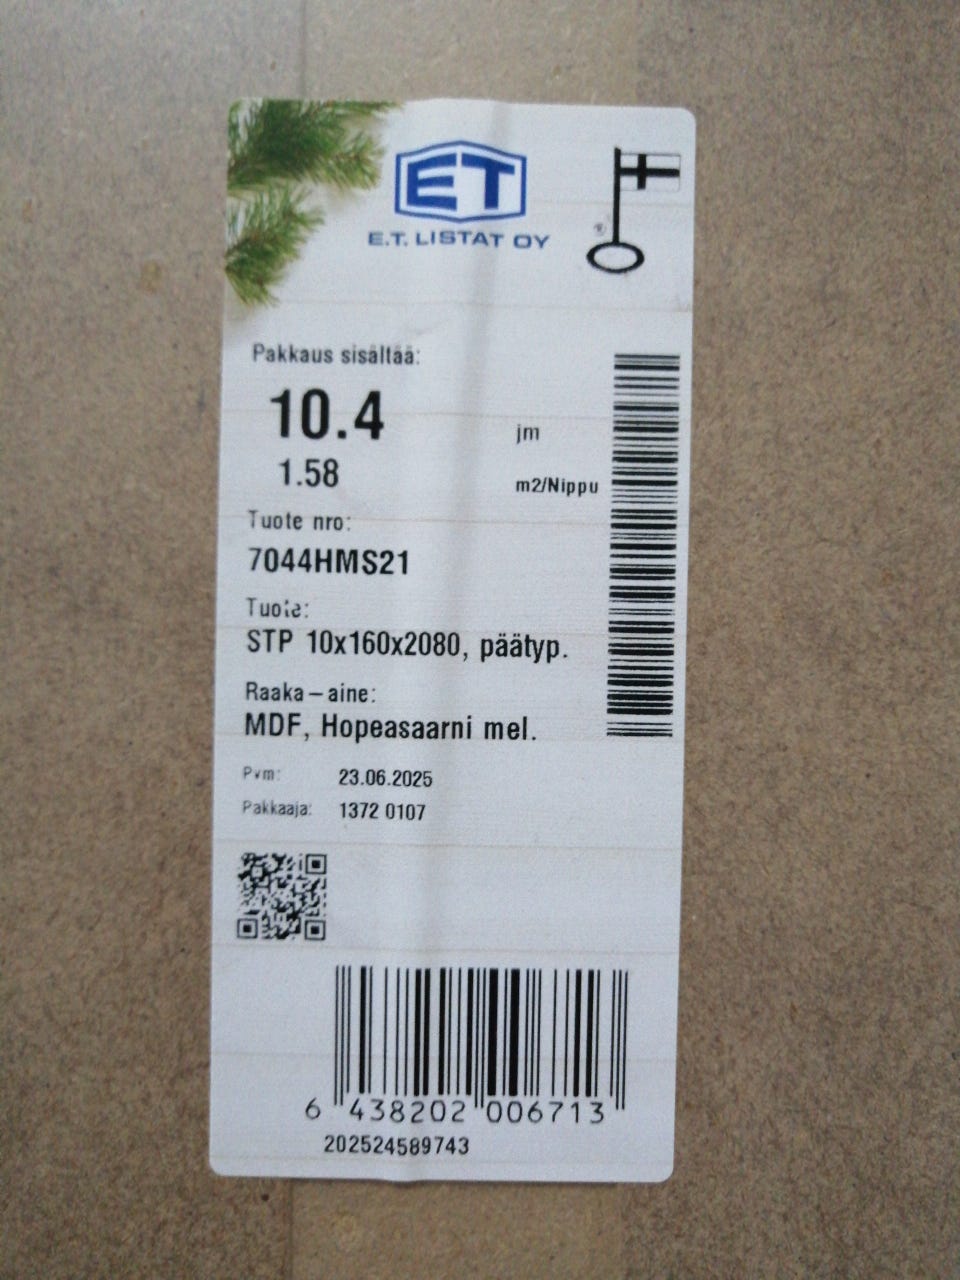 ET
E.T. LISTAT OY
®
Pakkaus sisältää:
10.4 jm
1.58 m2/Nippu
Tuote nro:
7044HMS21
Tuote:
STP 10x160x2080, päätyp.
Raaka-aine:
MDF, Hopeasaarni mel.
Pvm: 23.06.2025
Pakkaaja: 1372 0107
6 438202 006713
202524589743